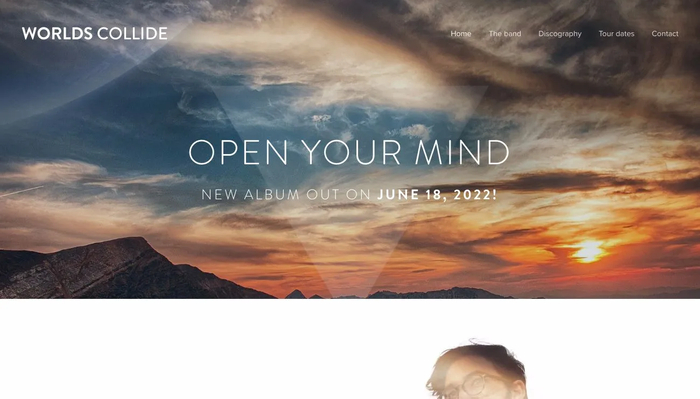 WORLDS COLLIDE
Home The band Discography Tour dates Contact
OPEN YOUR MIND
NEW ALBUM OUT ON JUNE 18, 2022!